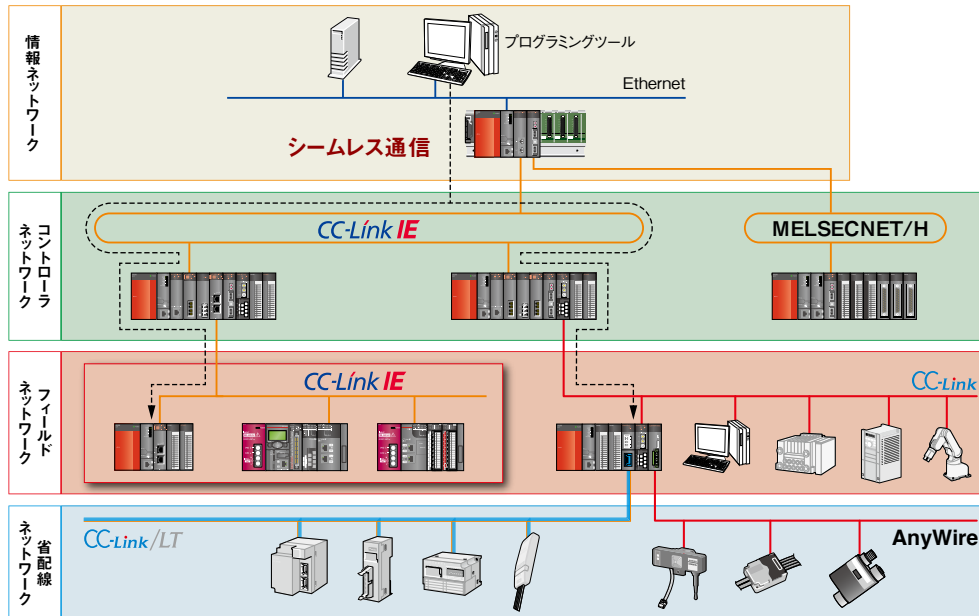 情報ネットワーク
プログラミングツール
Ethernet
シームレス通信
コントローラ
ネットワーク
CC-Link IE
MELSECNET/H
フィールド
ネットワーク
CC-Link IE
CC-Link
省配線
ネットワーク
CC-Link/LT
AnyWire